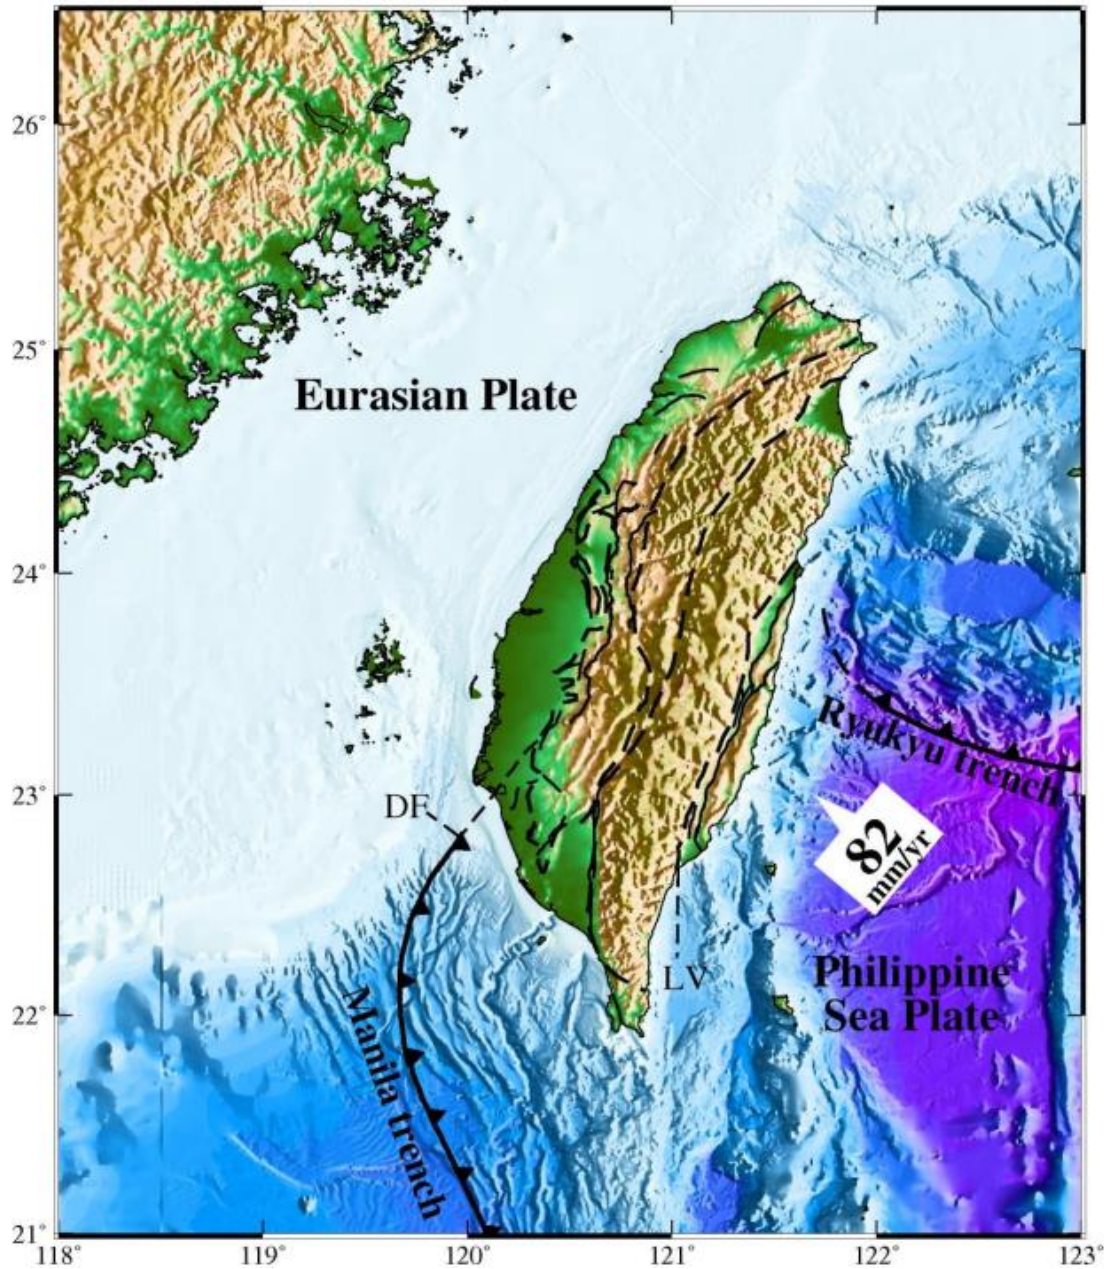 26°
25°
Eurasian Plate
24°
Ryukyu trench
23°
DF
82
mm/yr
LV
Philippine
Sea Plate
22°
Manila trench
21°
118°
119°
120°
121°
122°
123°